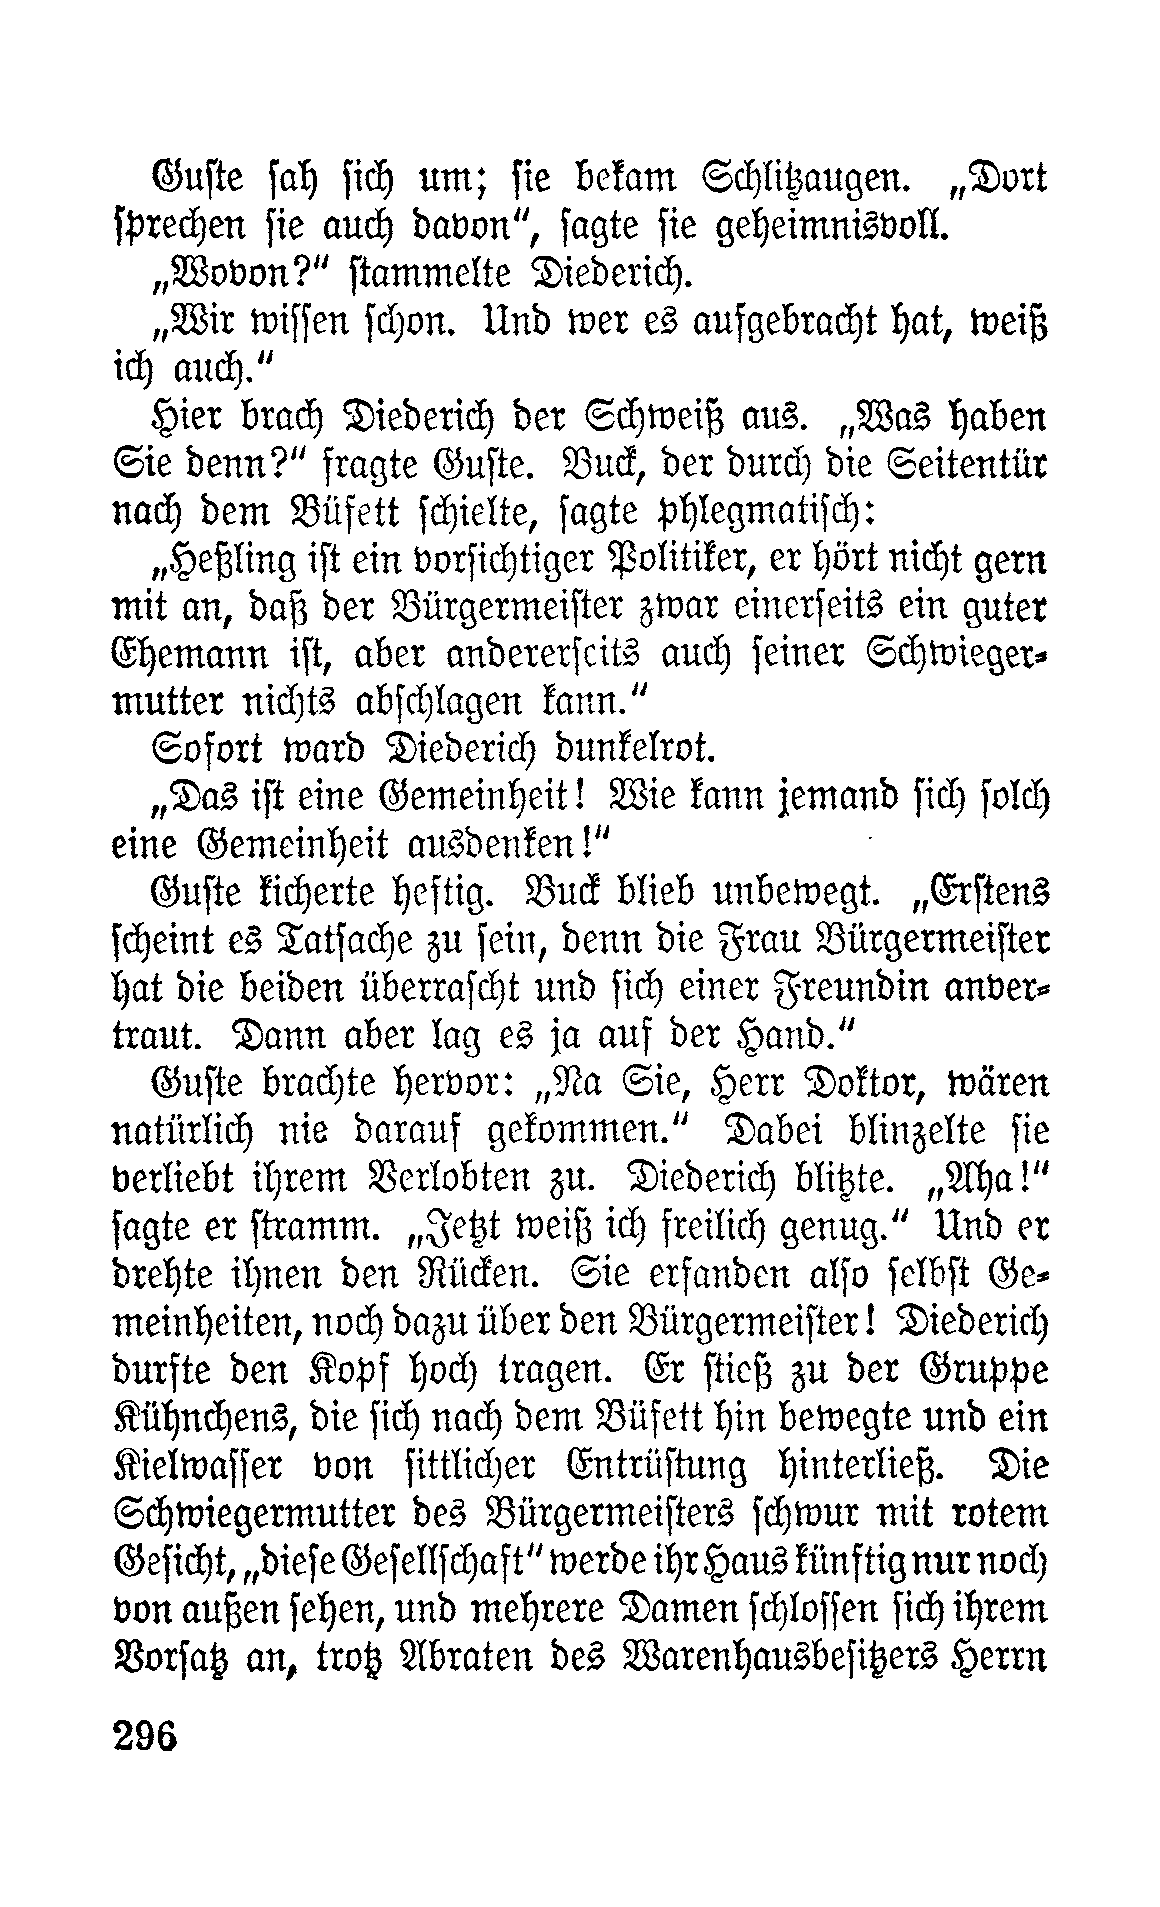 Guste sah sich um; sie bekam Schlitzaugen. „Dort
sprechen sie auch davon“, sagte sie geheimnisvoll.
„Wovon?“ stammelte Diederich.
„Wir wissen schon. Und wer es aufgebracht hat, weiß
ich auch.“
Hier brach Diederich der Schweiß aus. „Was haben
Sie denn?“ fragte Guste. Buck, der durch die Seitentür
nach dem Büfett schielte, sagte phlegmatisch:
„Heßling ist ein vorsichtiger Politiker, er hört nicht gern
mit an, daß der Bürgermeister zwar einerseits ein guter
Ehemann ist, aber andererseits auch seiner Schwieger-
mutter nichts abschlagen kann.“
Sofort ward Diederich dunkelrot.
„Das ist eine Gemeinheit! Wie kann jemand sich solch
eine Gemeinheit ausdenken!“
Guste kicherte heftig. Buck blieb unbewegt. „Erstens
scheint es Tatsache zu sein, denn die Frau Bürgermeister
hat die beiden überrascht und sich einer Freundin anver-
traut. Dann aber lag es ja auf der Hand.“
Guste brachte hervor: „Na Sie, Herr Doktor, wären
natürlich nie darauf gekommen.“ Dabei blinzelte sie
verliebt ihrem Verlobten zu. Diederich blitzte. „Aha!“
sagte er stramm. „Jetzt weiß ich freilich genug.“ Und er
drehte ihnen den Rücken. Sie erfanden also selbst Ge-
meinheiten, noch dazu über den Bürgermeister! Diederich
durfte den Kopf hoch tragen. Er stieß zu der Gruppe
Kühnchens, die sich nach dem Büfett hin bewegte und ein
Kielwasser von sittlicher Entrüstung hinterließ. Die
Schwiegermutter des Bürgermeisters schwur mit rotem
Gesicht, „diese Gesellschaft“ werde ihr Haus künftig nur noch
von außen sehen, und mehrere Damen schlossen sich ihrem
Vorsatz an, trotz Abraten des Warenhausbesitzers Herrn
296